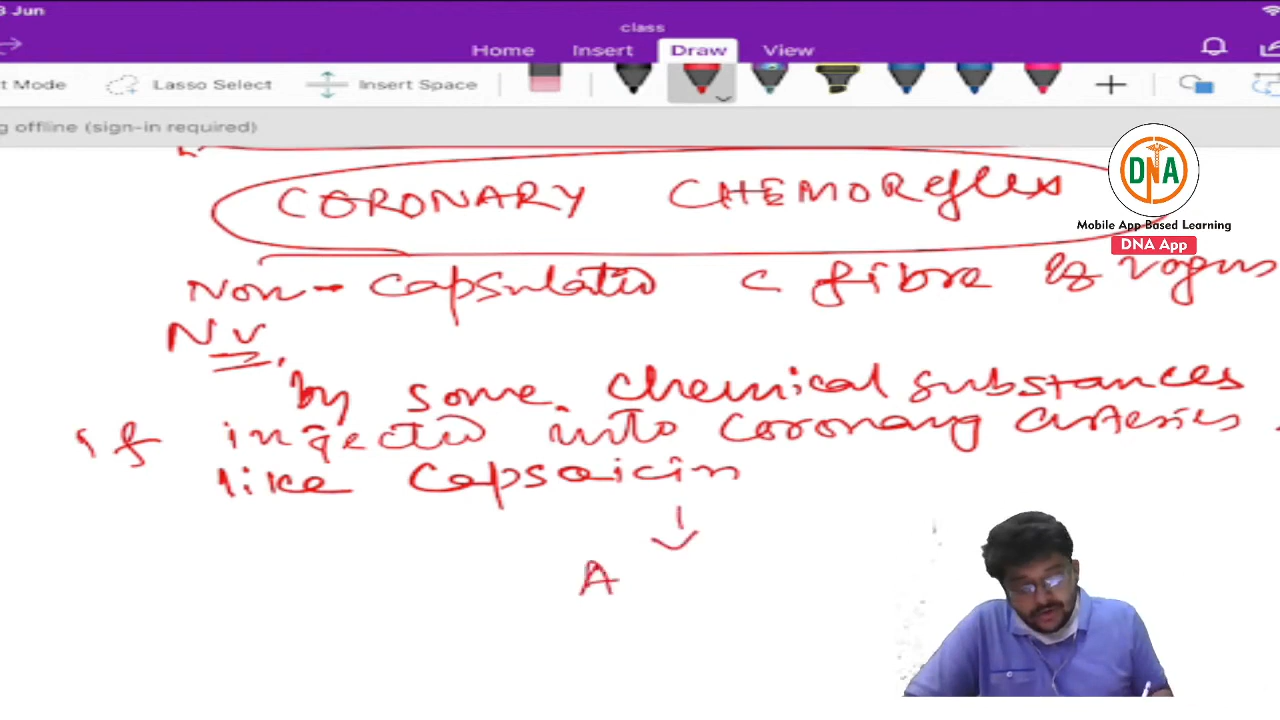 3 Jun
class
Home Insert Draw View
t Mode Lasso Select Insert Space
g offline (sign-in required)
DNA
Mobile App Based Learning
DNA App
CORONARY CHEMOReflex
Non-capsulated C fibre of vagus
Nv
by some chemical substances
if injected into coronary arteries.
like Capsaicin
A